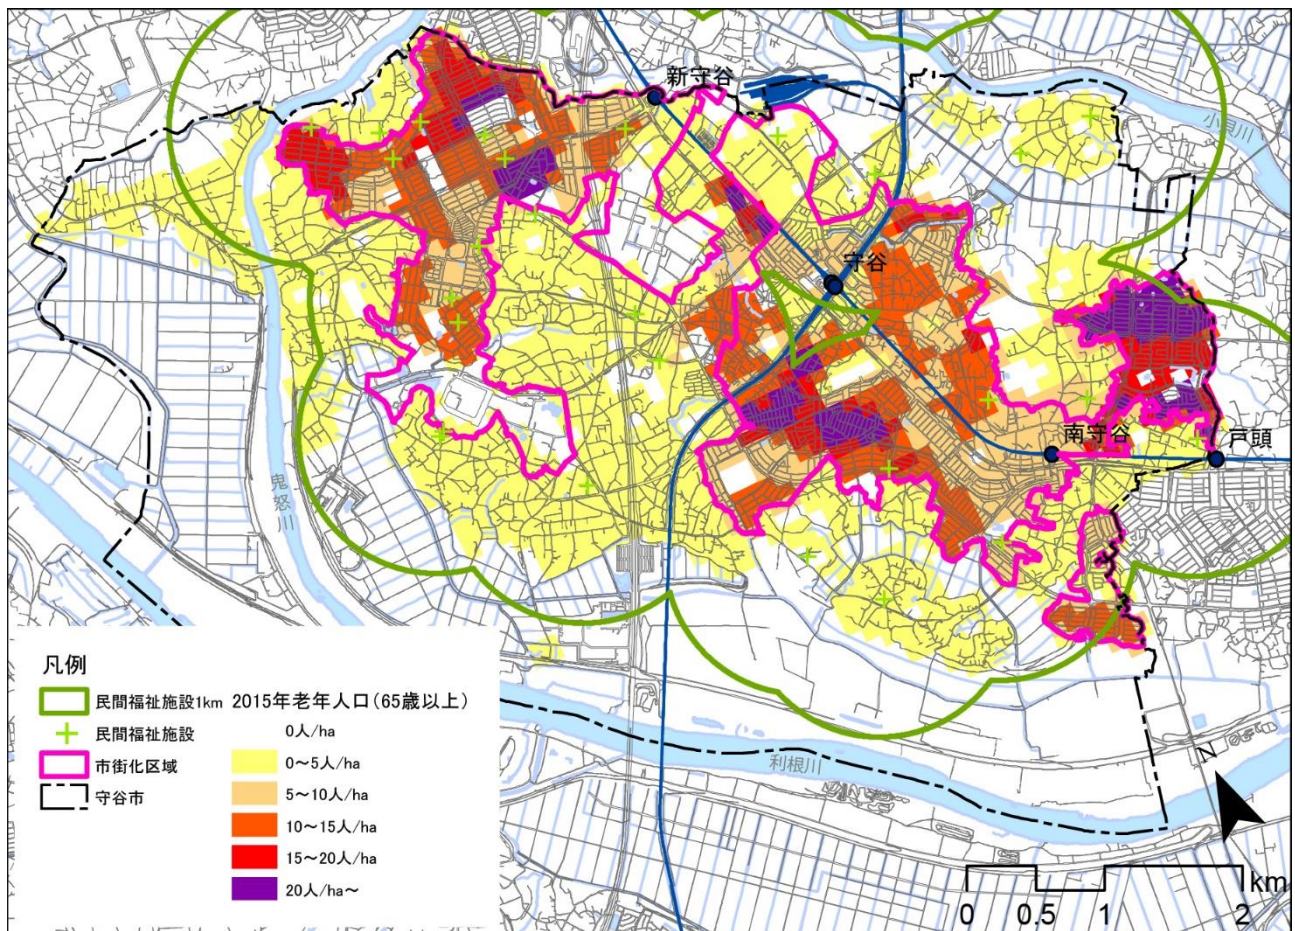 新守谷
小貝川
守谷
南守谷
戸頭
鬼怒川
利根川
N
凡例
民間福祉施設1km
民間福祉施設
市街化区域
守谷市
2015年老年人口(65歳以上)
0人/ha
0～5人/ha
5～10人/ha
10～15人/ha
15～20人/ha
20人/ha～
km
0 0.5 1 2